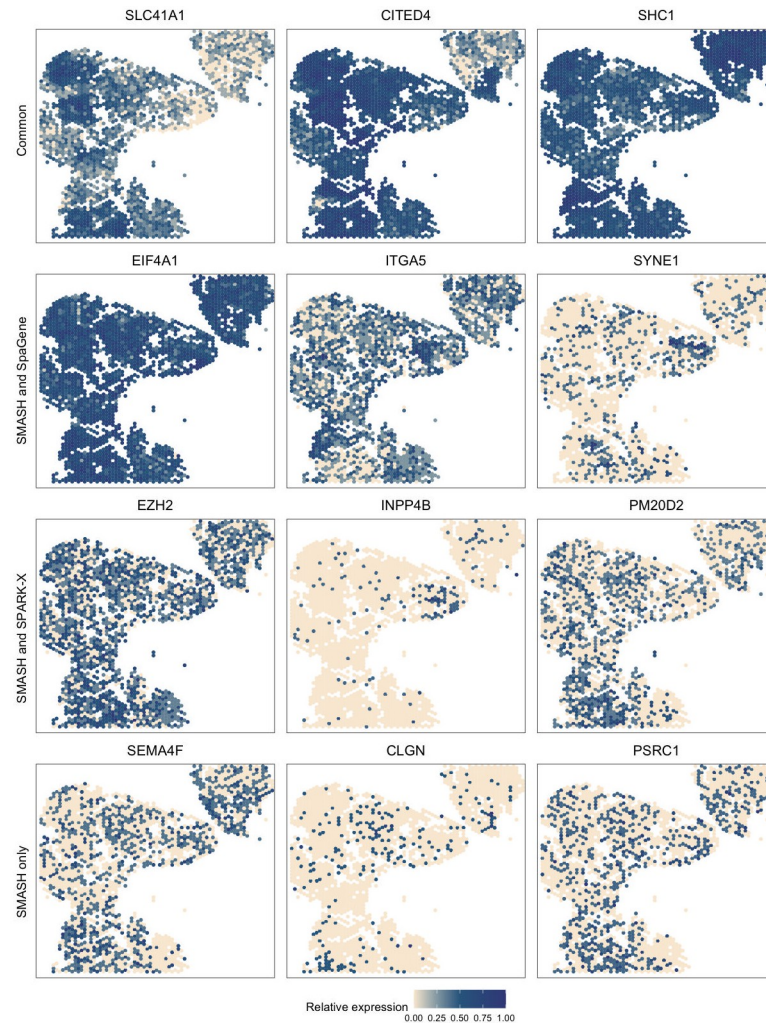 SLC41A1 CITED4 SHC1
Common
EIF4A1 ITGA5 SYNE1
SMASH and SpaGene
EZH2 INPP4B PM20D2
SMASH and SPARK-X
SEMA4F CLGN PSRC1
SMASH only
Relative expression
0.00 0.25 0.50 0.75 1.00